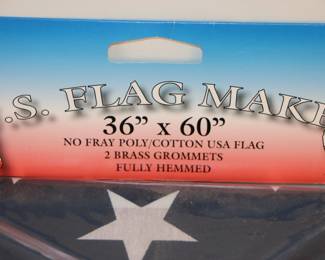 .S. FLAG MAKE
36” x 60”
NO FRAY POLY/COTTON USA FLAG
2 BRASS GROMMETS
FULLY HEMMED